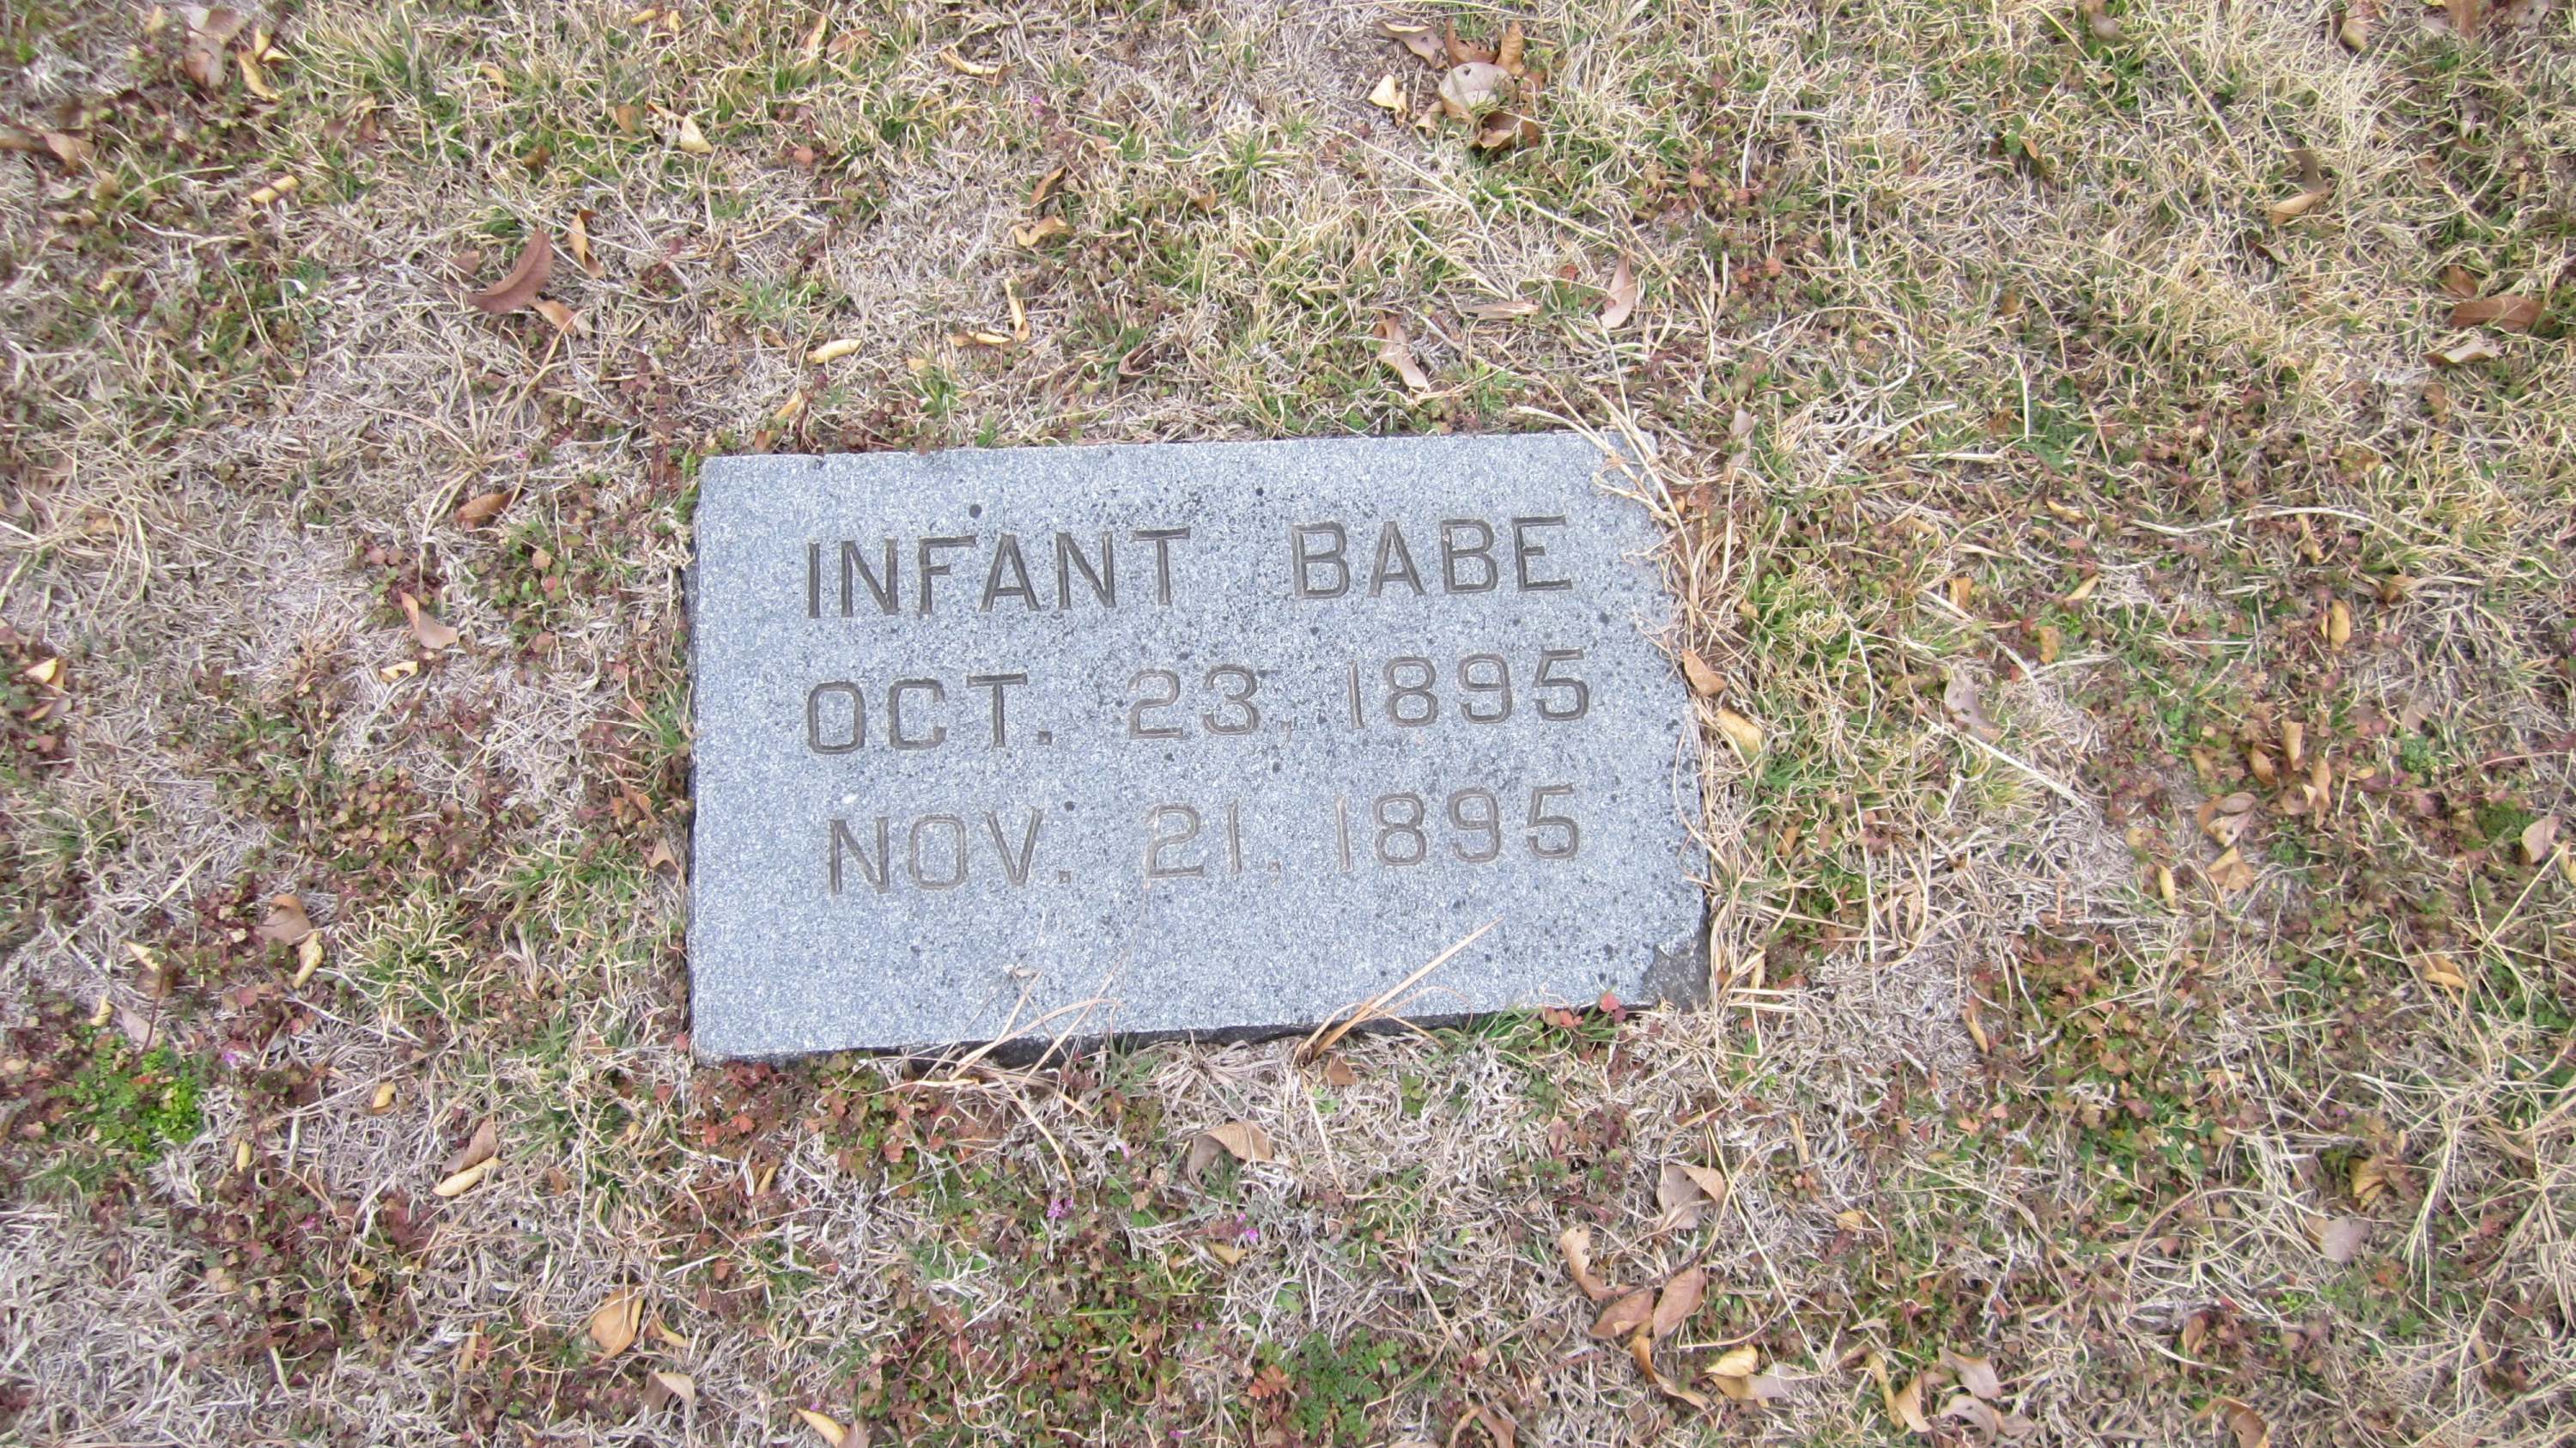 INFANT BABE
OCT. 23, 1895
NOV. 21, 1895